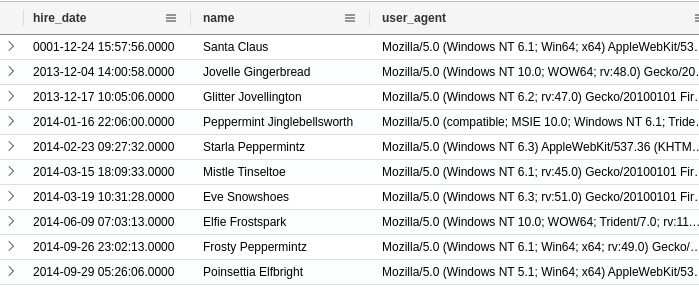 hire_date name user_agent
0001-12-24 15:57:56.0000 Santa Claus Mozilla/5.0 (Windows NT 6.1; Win64; x64) AppleWebKit/53...
2013-12-04 14:00:58.0000 Jovelle Gingerbread Mozilla/5.0 (Windows NT 10.0; WOW64; rv:48.0) Gecko/20...
2013-12-17 10:05:06.0000 Glitter Jovellington Mozilla/5.0 (Windows NT 6.2; rv:47.0) Gecko/20100101 Fir...
2014-01-16 22:06:00.0000 Peppermint Jinglebellsworth Mozilla/5.0 (compatible; MSIE 10.0; Windows NT 6.1; Tride...
2014-02-23 09:27:32.0000 Starla Peppermintz Mozilla/5.0 (Windows NT 6.3) AppleWebKit/537.36 (KHTM...
2014-03-15 18:09:33.0000 Mistle Tinseltoe Mozilla/5.0 (Windows NT 6.1; rv:45.0) Gecko/20100101 Fir...
2014-03-19 10:31:28.0000 Eve Snowshoes Mozilla/5.0 (Windows NT 6.3; rv:51.0) Gecko/20100101 Fir...
2014-06-09 07:03:13.0000 Elfie Frostspark Mozilla/5.0 (Windows NT 10.0; WOW64; Trident/7.0; rv:11...
2014-09-26 23:02:13.0000 Frosty Peppermintz Mozilla/5.0 (Windows NT 6.1; Win64; x64; rv:49.0) Gecko/...
2014-09-29 05:26:06.0000 Poinsettia Elfbright Mozilla/5.0 (Windows NT 5.1; Win64; x64) AppleWebKit/53...